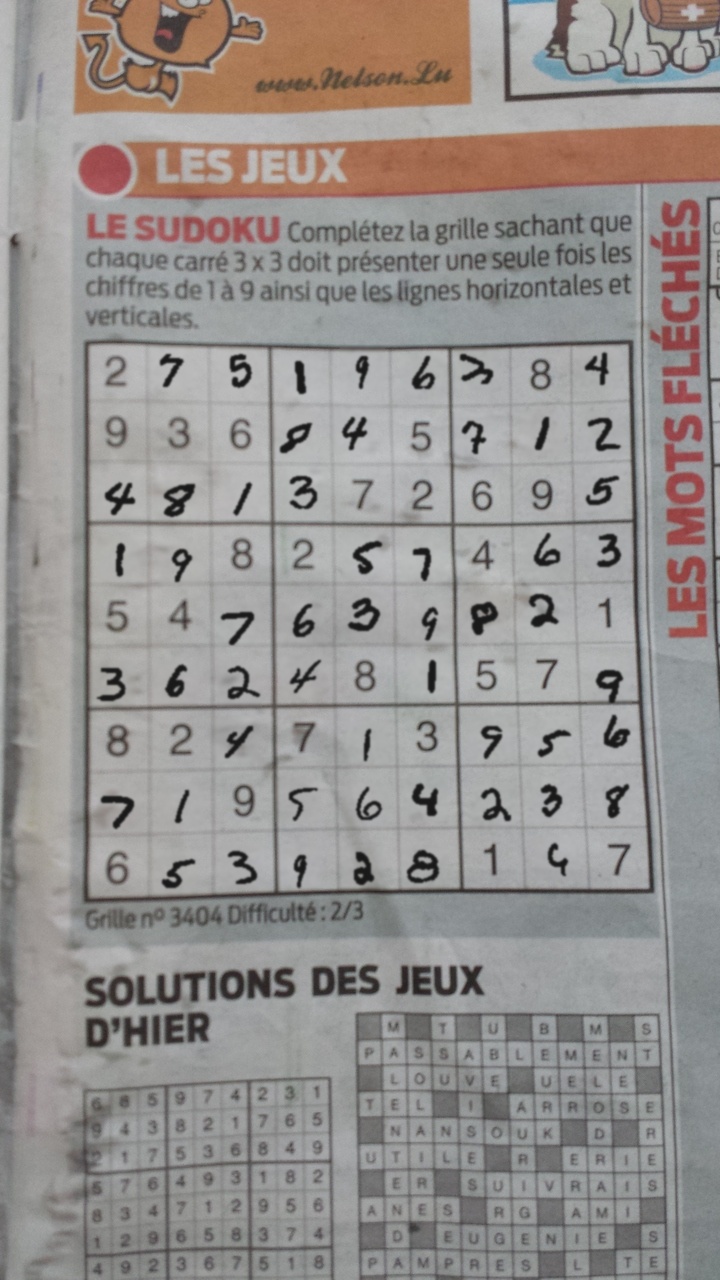 www.Nelson.Lu
LES JEUX
LE SUDOKU Complétez la grille sachant que
chaque carré 3 x 3 doit présenter une seule fois les
chiffres de 1 à 9 ainsi que les lignes horizontales et
verticales.
2 7 5 1 9 6 3 8 4
9 3 6 8 4 5 7 1 2
4 8 1 3 7 2 6 9 5
1 9 8 2 5 7 4 6 3
5 4 7 6 3 9 8 2 1
3 6 2 4 8 1 5 7 9
8 2 4 7 1 3 9 5 6
7 1 9 5 6 4 2 3 8
6 5 3 9 2 8 1 4 7
Grille nº 3404 Difficulté : 2/3
LES MOTS FLÉCHÉS
SOLUTIONS DES JEUX
D'HIER
6 8 5 9 7 4 2 3 1
9 4 3 8 2 1 7 6 5
2 1 7 5 3 6 8 4 9
5 7 6 4 9 3 1 8 2
8 3 4 7 1 2 9 5 6
1 2 9 6 5 8 3 7 4
4 9 2 3 6 7 5 1 8
M T U B M S
P A S S A B L E M E N T
L O U V E U E L E
T E L I A R R O S E
N A N S O U K D R
U T I L E R E R I E
E R S U I V R A I S
A N E S R G A M I
D E U G E N I E S
P A M P R E S L T E